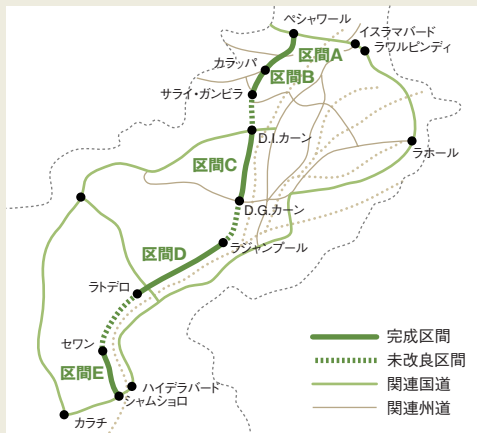 ペシャワール
イスラマバード
ラワルピンディ
区間A
カラッパ
区間B
サライ・ガンビラ
D.I.カーン
ラホール
区間C
D.G.カーン
区間D
ラジャンプール
ラトデロ
セワン
区間E
ハイデラバード
シャムショロ
カラチ
完成区間
未改良区間
関連国道
関連州道